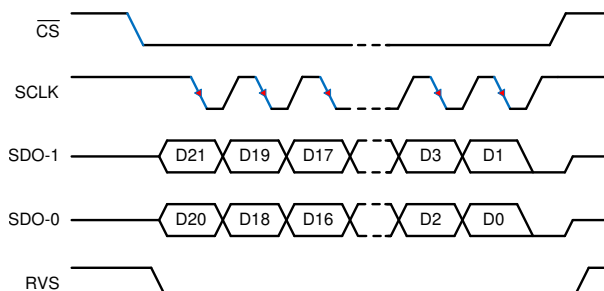 CS
SCLK
SDO-1 D21 D19 D17 D3 D1
SDO-0 D20 D18 D16 D2 D0
RVS